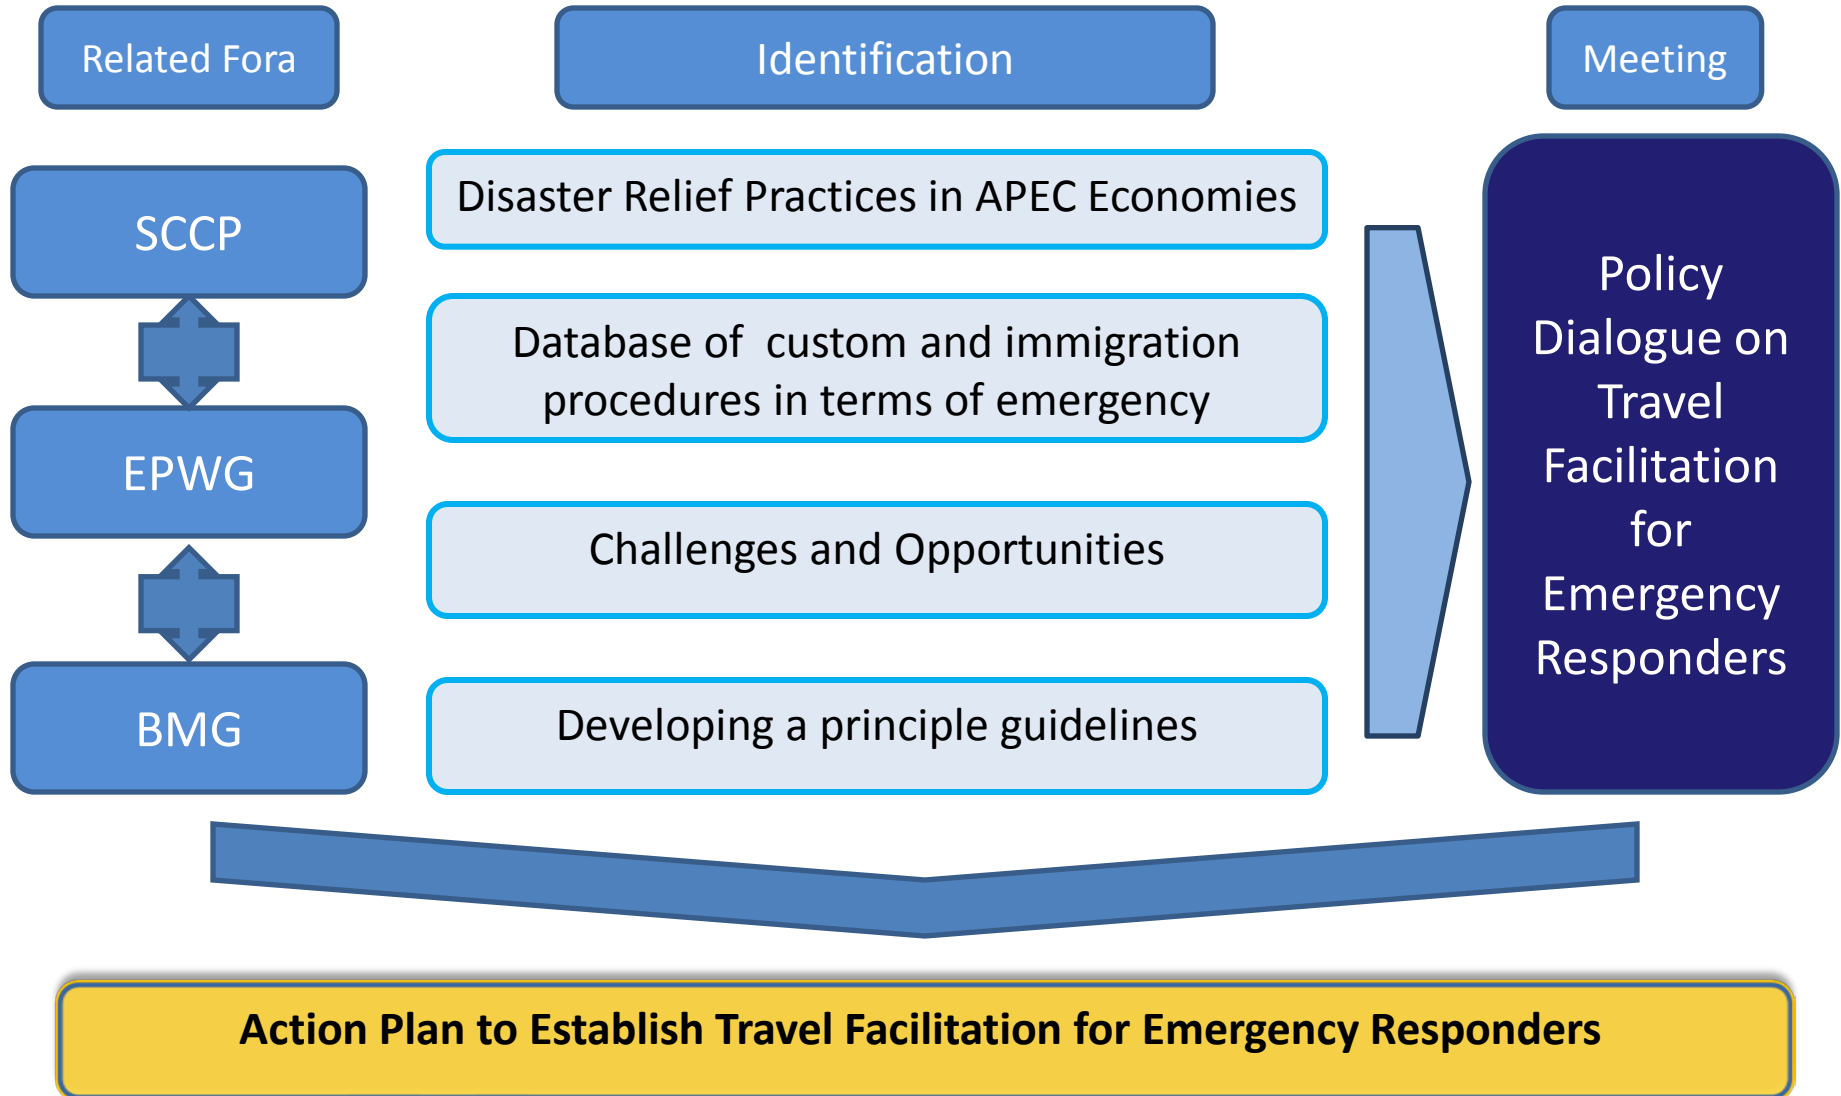 Related Fora
Identification
Meeting
SCCP
EPWG
BMG
Disaster Relief Practices in APEC Economies
Database of  custom and immigration
procedures in terms of emergency
Challenges and Opportunities
Developing a principle guidelines
Policy
Dialogue on
Travel
Facilitation
for
Emergency
Responders
Action Plan to Establish Travel Facilitation for Emergency Responders